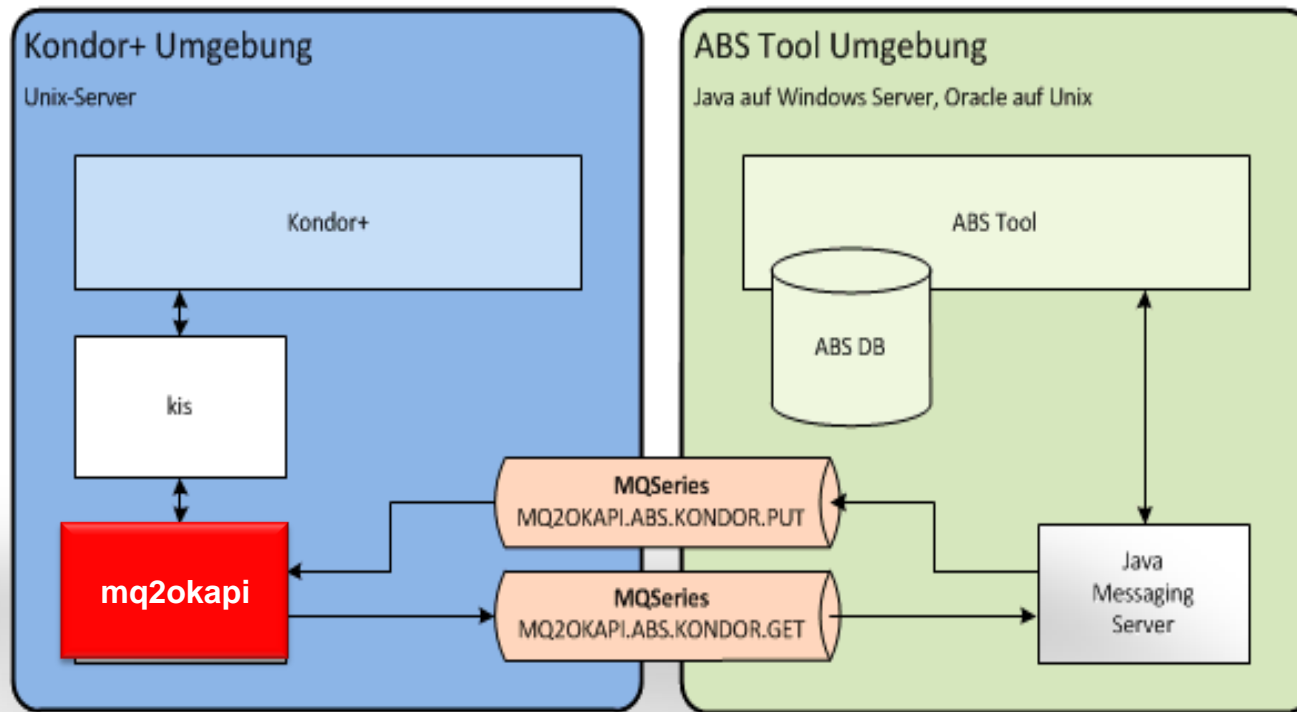 Kondor+ Umgebung
Unix-Server
Kondor+
kis
mq2okapi
ABS Tool Umgebung
Java auf Windows Server, Oracle auf Unix
ABS Tool
ABS DB
MQSeries
MQ2OKAPI.ABS.KONDOR.PUT
MQSeries
MQ2OKAPI.ABS.KONDOR.GET
Java
Messaging
Server